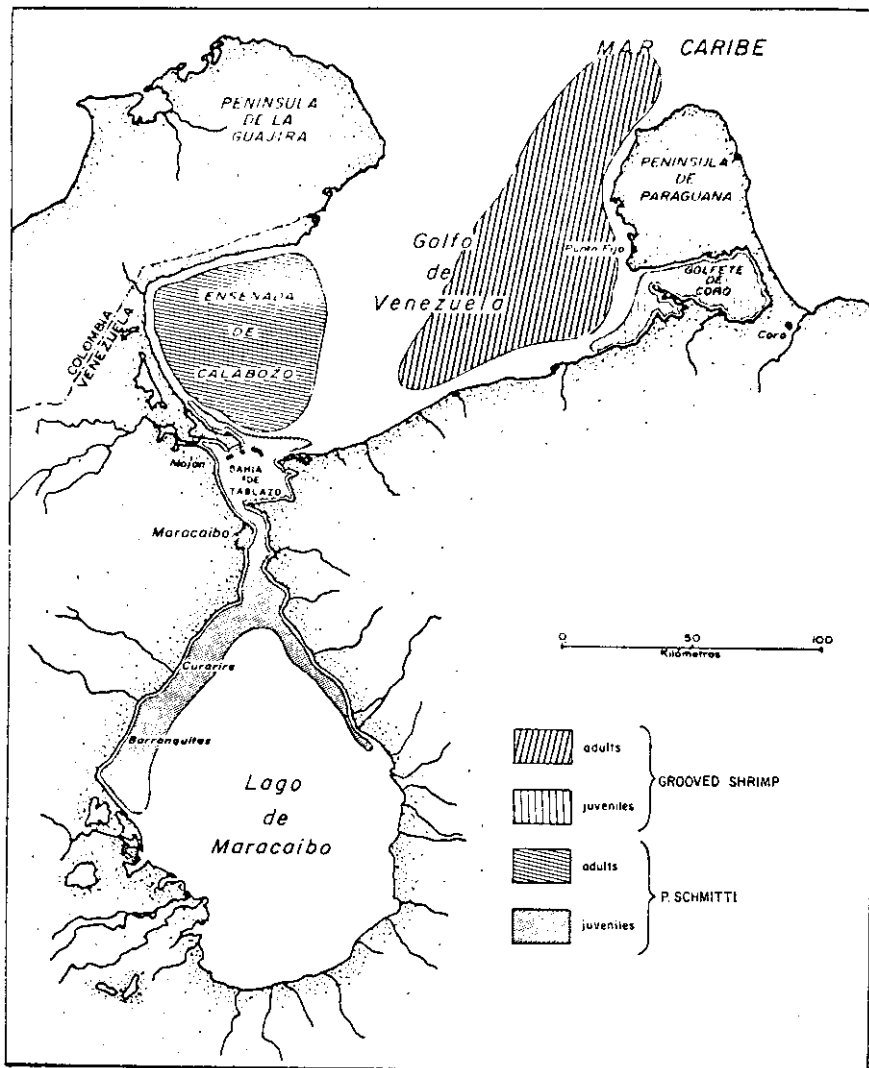 MAR CARIBE
PENINSULA
DE LA
GUAJIRA
PENINSULA
DE
PARAGUANA
Golfo
de
Venezuela
Punto Fijo
GOLFETE
DE
CORO
Coro
ENSENADA
DE
CALABOZO
COLOMBIA
VENEZUELA
Mojón
BAHIA
DE
TABLAZO
Maracaibo
0 50 100
Kilómetros
Curarire
Barranquitas
Lago
de
Maracaibo
adults
juveniles
GROOVED SHRIMP
adults
juveniles
P. SCHMITTI